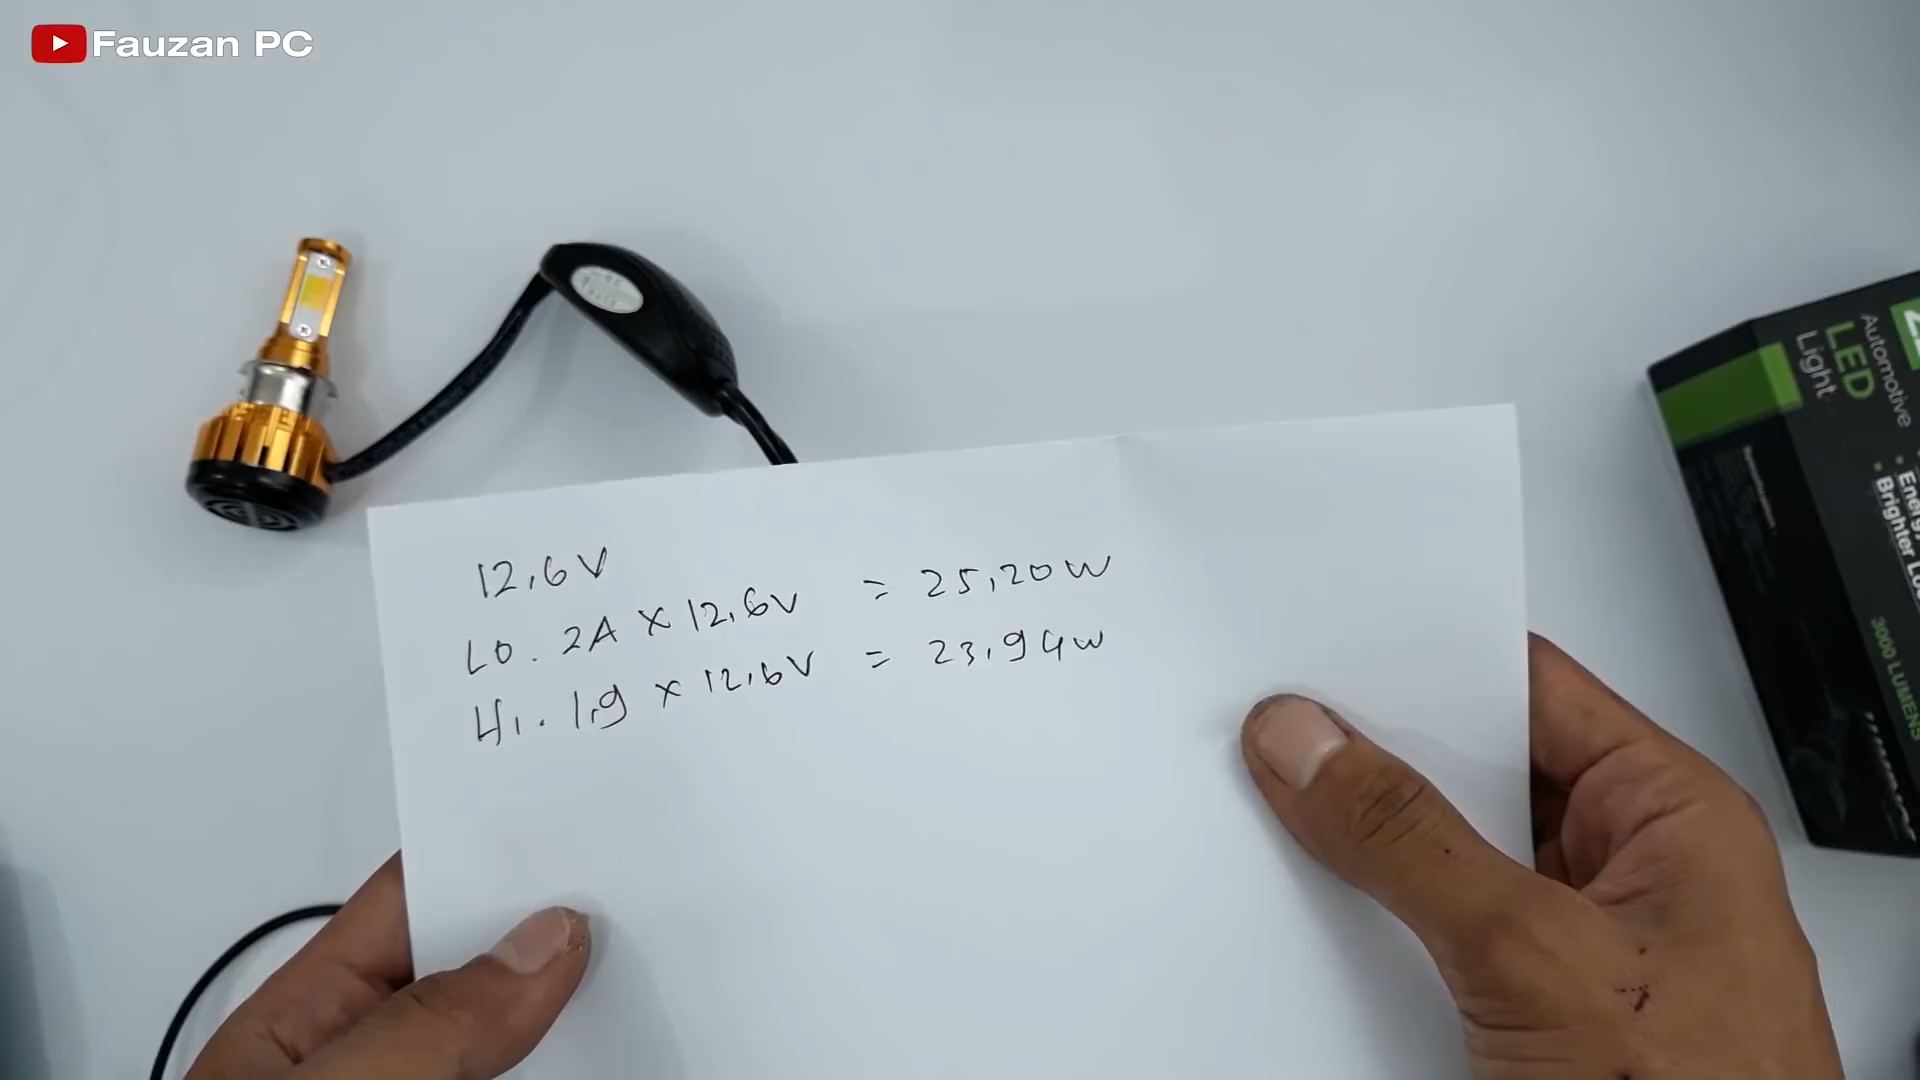 Fauzan PC
12,6V
LO. 2A x 12,6V = 25,20W
HI. 1,9 x 12,6V = 23,94W
Automotive
LED
Light
Brighter
3000 LUMENS